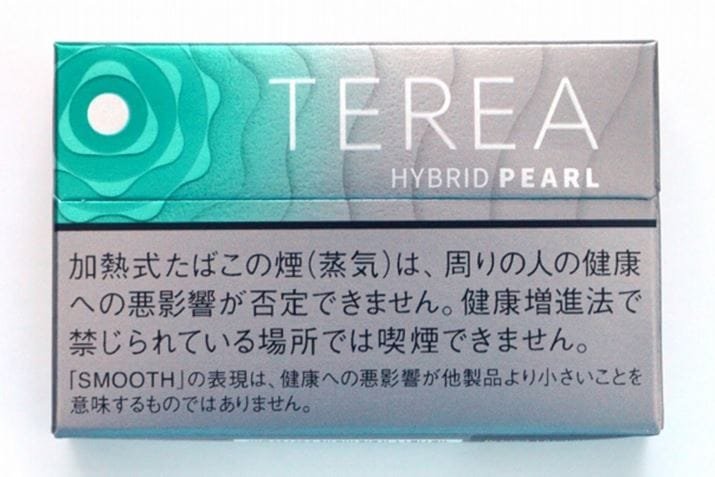 TEREA
HYBRID PEARL
加熱式たばこの煙(蒸気)は、周りの人の健康
への悪影響が否定できません。健康増進法で
禁じられている場所では喫煙できません。
「SMOOTH」の表現は、健康への悪影響が他製品より小さいことを
意味するものではありません。